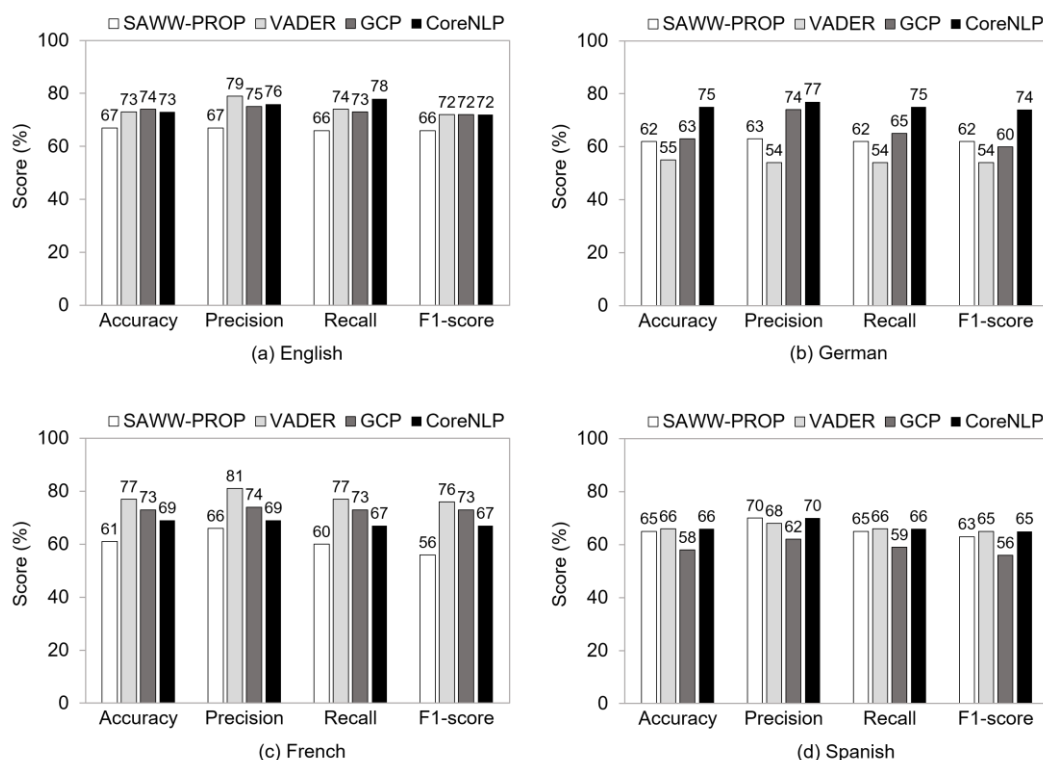 SAWW-PROP VADER GCP CoreNLP
100
80
60
40
20
0
Score (%)
67 73 74 73
67 79 75 76
66 74 73 78
66 72 72 72
Accuracy Precision Recall F1-score
(a) English
SAWW-PROP VADER GCP CoreNLP
100
80
60
40
20
0
Score (%)
62 55 63 75
63 54 74 77
62 54 65 75
62 54 60 74
Accuracy Precision Recall F1-score
(b) German
SAWW-PROP VADER GCP CoreNLP
100
80
60
40
20
0
Score (%)
61 77 73 69
66 81 74 69
60 77 73 67
56 76 73 67
Accuracy Precision Recall F1-score
(c) French
SAWW-PROP VADER GCP CoreNLP
100
80
60
40
20
0
Score (%)
65 66 58 66
70 68 62 70
65 66 59 66
63 65 56 65
Accuracy Precision Recall F1-score
(d) Spanish